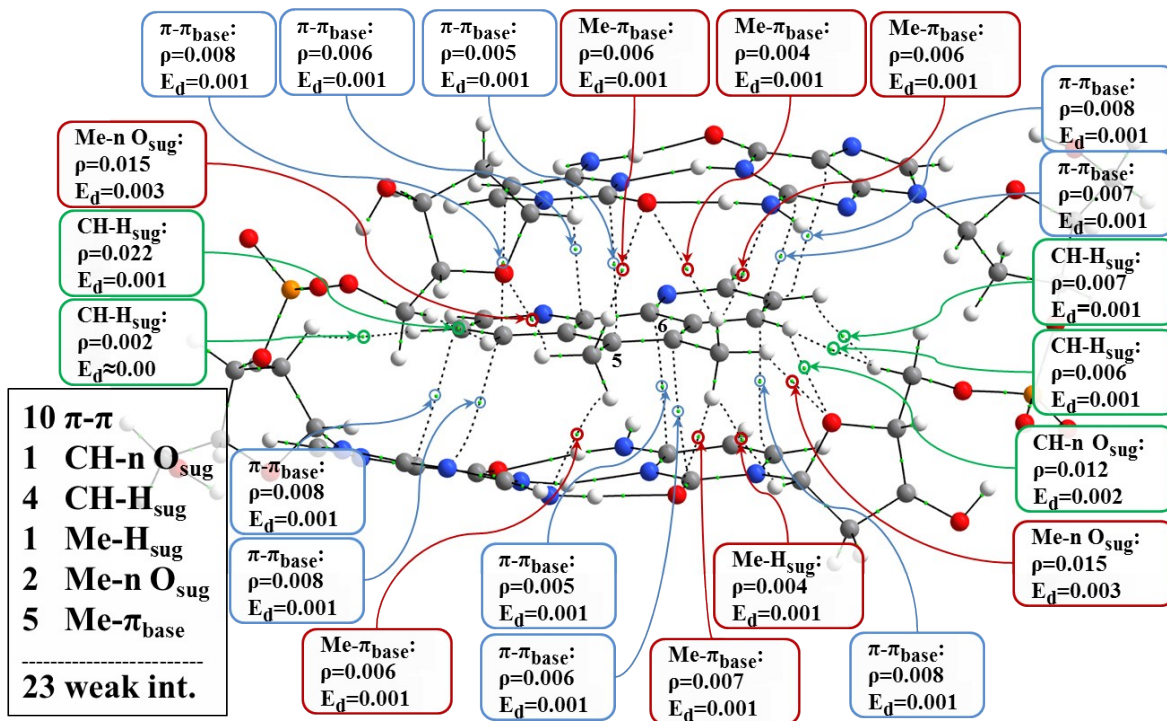 π-πbase:
ρ=0.008
Ed=0.001
π-πbase:
ρ=0.006
Ed=0.001
π-πbase:
ρ=0.005
Ed=0.001
Me-πbase:
ρ=0.006
Ed=0.001
Me-πbase:
ρ=0.004
Ed=0.001
Me-πbase:
ρ=0.006
Ed=0.001
π-πbase:
ρ=0.008
Ed=0.001
Me-n Osug:
ρ=0.015
Ed=0.003
π-πbase:
ρ=0.007
Ed=0.001
CH-Hsug:
ρ=0.022
Ed=0.001
CH-Hsug:
ρ=0.007
Ed=0.001
CH-Hsug:
ρ=0.002
Ed≈0.00
6
5
CH-Hsug:
ρ=0.006
Ed=0.001
10 π-π
1 CH-n Osug
4 CH-Hsug
1 Me-Hsug
2 Me-n Osug
5 Me-πbase
--------------------------
23 weak int.
CH-n Osug
ρ=0.012
Ed=0.002
π-πbase:
ρ=0.008
Ed=0.001
π-πbase:
ρ=0.008
Ed=0.001
π-πbase:
ρ=0.005
Ed=0.001
Me-Hsug:
ρ=0.004
Ed=0.001
Me-n Osug:
ρ=0.015
Ed=0.003
Me-πbase:
ρ=0.006
Ed=0.001
π-πbase:
ρ=0.006
Ed=0.001
Me-πbase:
ρ=0.007
Ed=0.001
π-πbase:
ρ=0.008
Ed=0.001